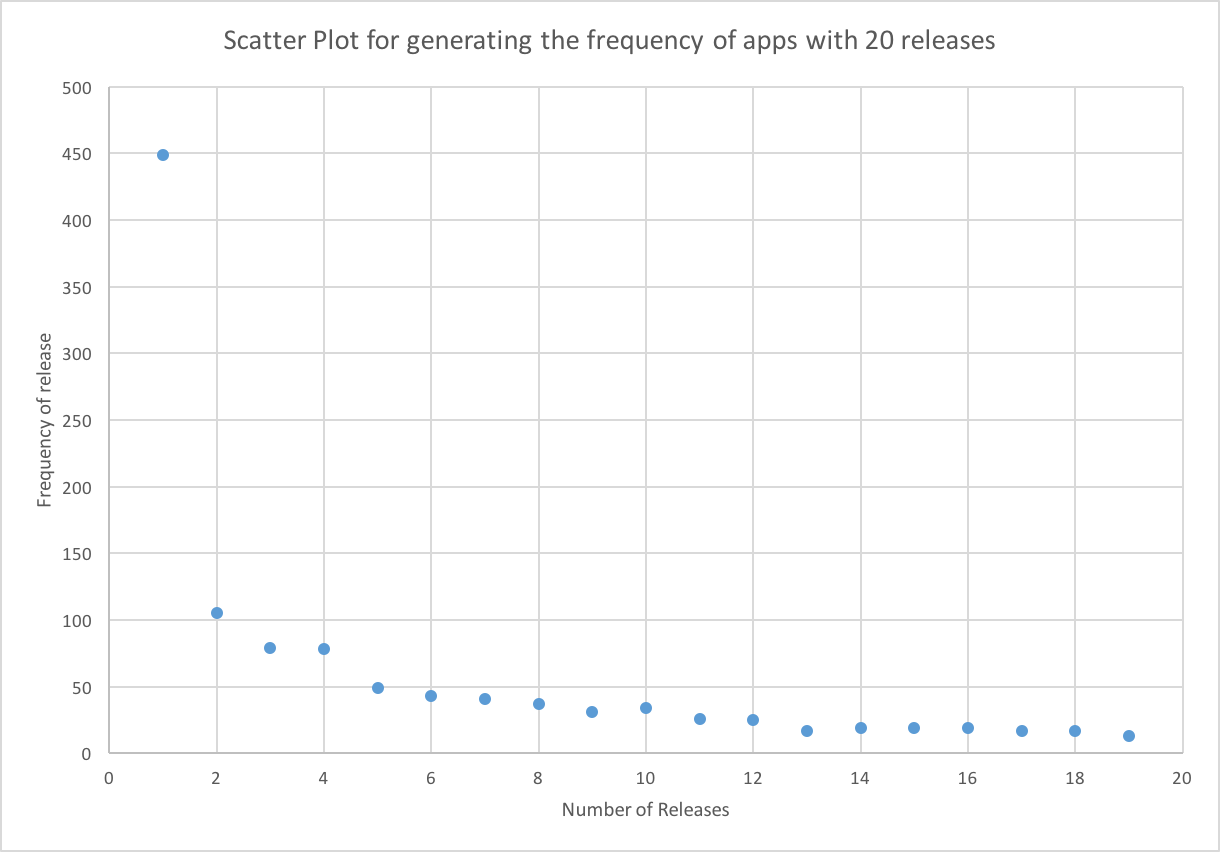 Scatter Plot for generating the frequency of apps with 20 releases
500
450
400
350
300
250
200
150
100
50
0
Frequency of release
0 2 4 6 8 10 12 14 16 18 20
Number of Releases